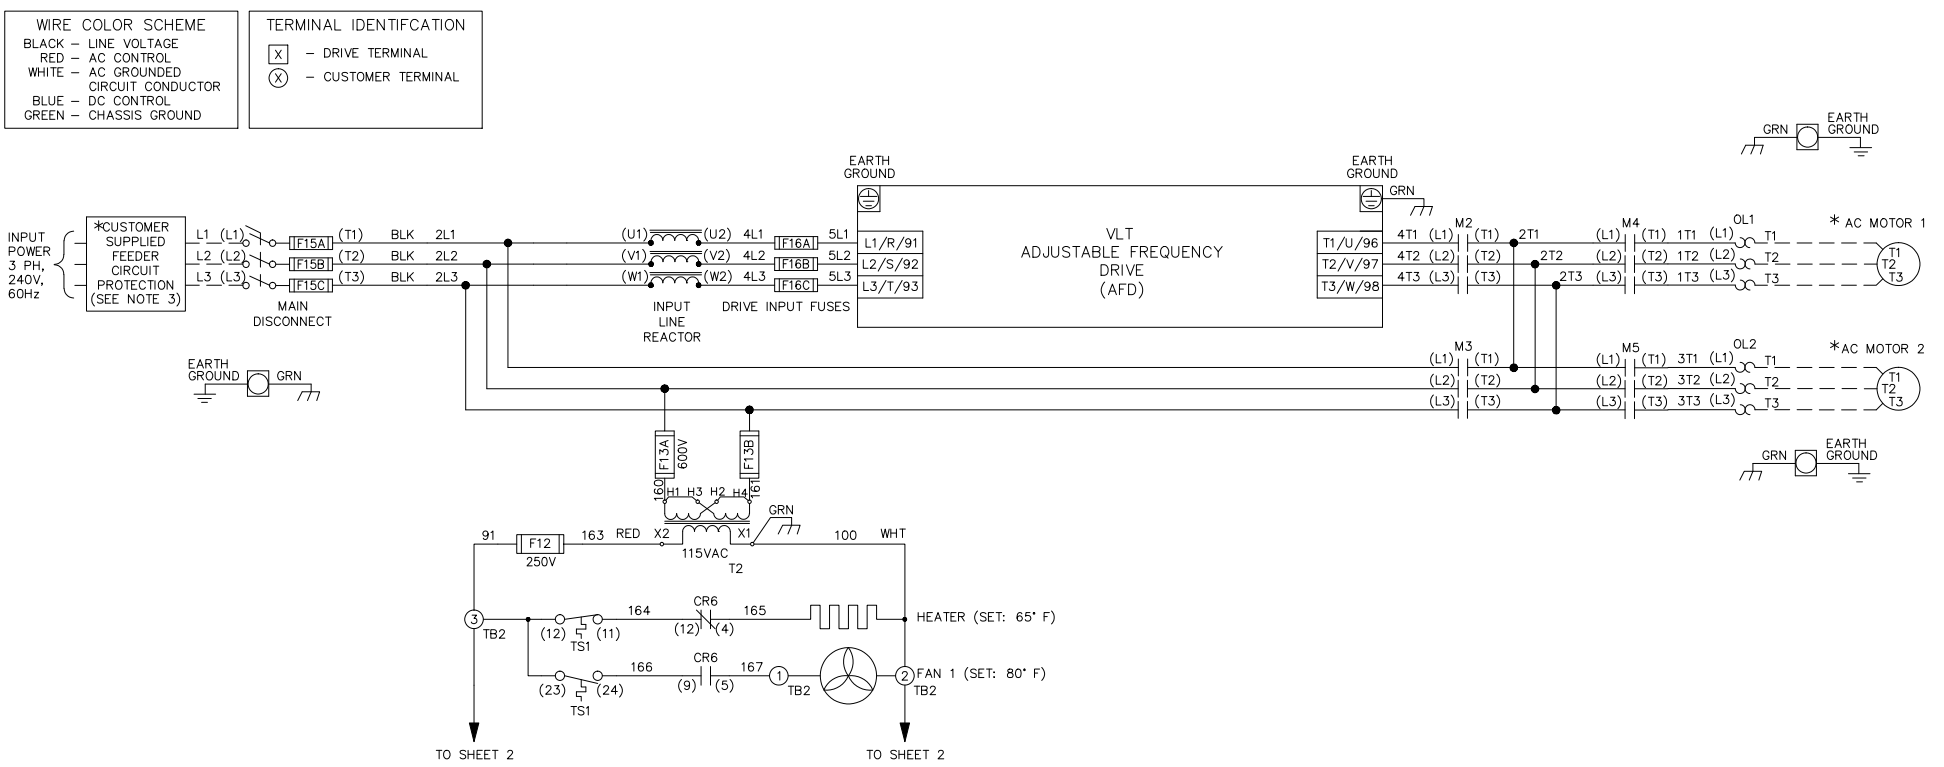 WIRE COLOR SCHEME
BLACK – LINE VOLTAGE
RED – AC CONTROL
WHITE – AC GROUNDED
CIRCUIT CONDUCTOR
BLUE – DC CONTROL
GREEN – CHASSIS GROUND
TERMINAL IDENTIFCATION
X – DRIVE TERMINAL
X – CUSTOMER TERMINAL
GRN EARTH
GROUND
EARTH
GROUND
EARTH
GROUND
GRN
INPUT
POWER
3 PH,
240V,
60Hz
*CUSTOMER
SUPPLIED
FEEDER
CIRCUIT
PROTECTION
(SEE NOTE 3)
L1 (L1) F15A (T1) BLK 2L1 (U1) (U2) 4L1 F16A 5L1 L1/R/91
L2 (L2) F15B (T2) BLK 2L2 (V1) (V2) 4L2 F16B 5L2 L2/S/92
L3 (L3) F15C (T3) BLK 2L3 (W1) (W2) 4L3 F16C 5L3 L3/T/93
MAIN
DISCONNECT
INPUT
LINE
REACTOR
DRIVE INPUT FUSES
VLT
ADJUSTABLE FREQUENCY
DRIVE
(AFD)
M2 M4 OL1 * AC MOTOR 1
T1/U/96 4T1 (L1) (T1) 2T1 (L1) (T1) 1T1 (L1) T1 T1
T2/V/97 4T2 (L2) (T2) 2T2 (L2) (T2) 1T2 (L2) T2 T2
T3/W/98 4T3 (L3) (T3) 2T3 (L3) (T3) 1T3 (L3) T3 T3
EARTH
GROUND GRN
M3 M5 OL2 *AC MOTOR 2
(L1) (T1) (L1) (T1) 3T1 (L1) T1 T1
(L2) (T2) (L2) (T2) 3T2 (L2) T2 T2
(L3) (T3) (L3) (T3) 3T3 (L3) T3 T3
GRN EARTH
GROUND
F13A
600V
F13B
160
H1 H3 H2 H4
161
GRN
91 F12 163 RED X2 X1 100 WHT
250V
115VAC
T2
3 TB2
(12) (11)
TS1
164 CR6 165
(12) (4)
HEATER (SET: 65° F)
(23) (24)
TS1
166 CR6 167
(9) (5)
1 TB2
2 TB2
FAN 1 (SET: 80° F)
TO SHEET 2
TO SHEET 2